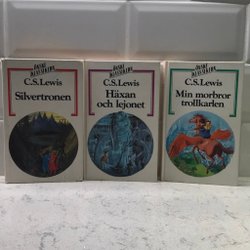 C.S.Lewis
Silvertronen
C.S.Lewis
Häxan
och lejonet
C.S.Lewis
Min morbror
trollkarlen